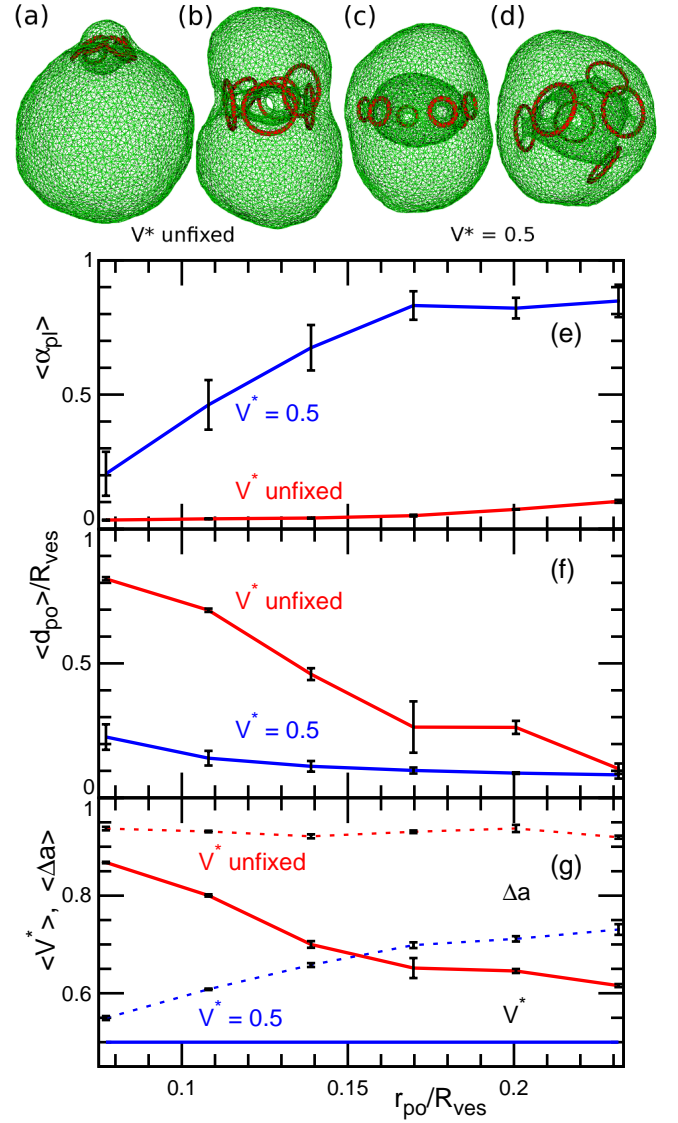 (a) (b) (c) (d)
V* unfixed V* = 0.5
1
(e)
<α_pl>
0.5
V* = 0.5
V* unfixed
0
1
(f)
V* unfixed
<d_po>/R_ves
0.5
V* = 0.5
0
1
V* unfixed (g)
<V*>, <Δa>
Δa
0.8
0.6
V* = 0.5 V*
0.1 0.15 0.2
r_po/R_ves